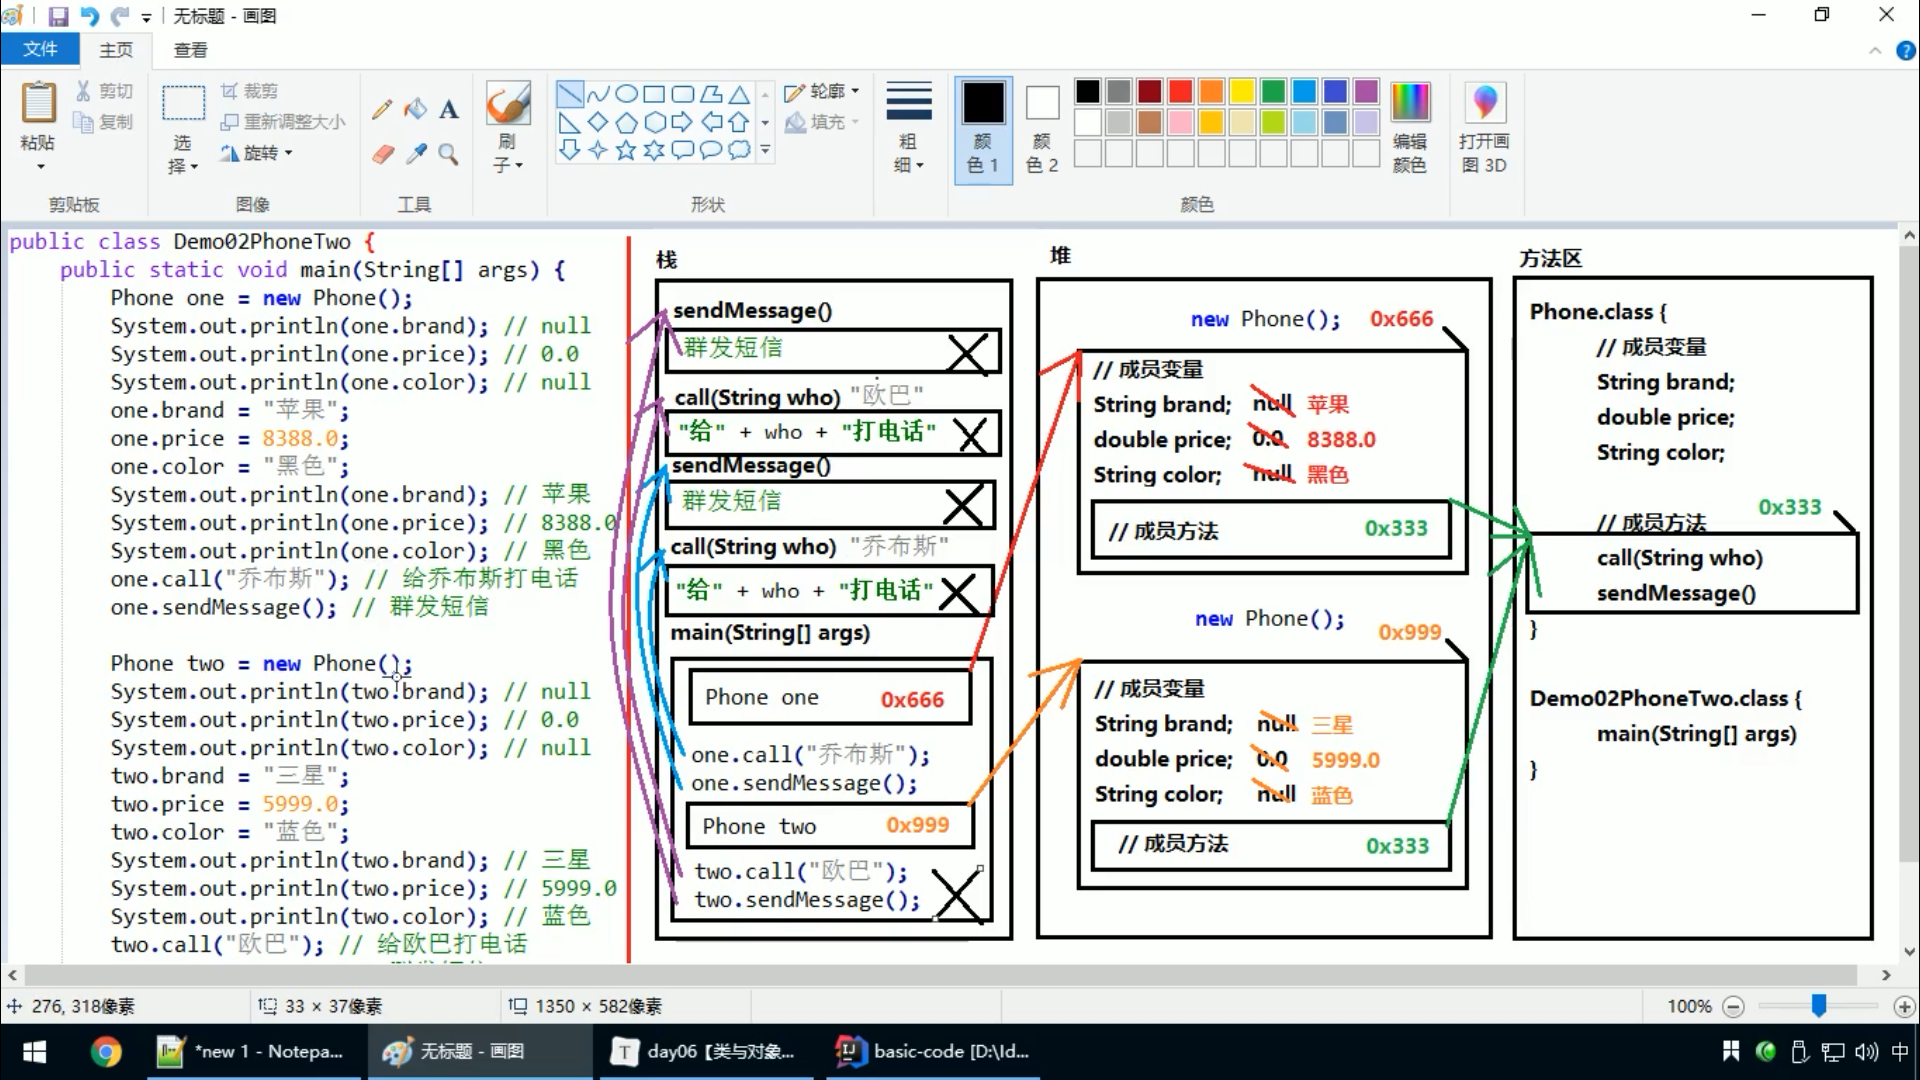 无标题 - 画图
文件
主页
查看
粘贴
剪切
复制
剪贴板
选择
裁剪
重新调整大小
旋转
图像
A
工具
刷子
形状
轮廓
填充
粗细
颜色 1
颜色 2
编辑颜色
颜色
打开画图 3D
public class Demo02PhoneTwo {
public static void main(String[] args) {
Phone one = new Phone();
System.out.println(one.brand); // null
System.out.println(one.price); // 0.0
System.out.println(one.color); // null
one.brand = "苹果";
one.price = 8388.0;
one.color = "黑色";
System.out.println(one.brand); // 苹果
System.out.println(one.price); // 8388.0
System.out.println(one.color); // 黑色
one.call("乔布斯"); // 给乔布斯打电话
one.sendMessage(); // 群发短信
Phone two = new Phone();
System.out.println(two.brand); // null
System.out.println(two.price); // 0.0
System.out.println(two.color); // null
two.brand = "三星";
two.price = 5999.0;
two.color = "蓝色";
System.out.println(two.brand); // 三星
System.out.println(two.price); // 5999.0
System.out.println(two.color); // 蓝色
two.call("欧巴"); // 给欧巴打电话
栈
sendMessage()
群发短信
call(String who) "欧巴"
"给" + who + "打电话"
sendMessage()
群发短信
call(String who) "乔布斯"
"给" + who + "打电话"
main(String[] args)
Phone one 0x666
one.call("乔布斯");
one.sendMessage();
Phone two 0x999
two.call("欧巴");
two.sendMessage();
堆
new Phone(); 0x666
// 成员变量
String brand; null 苹果
double price; 0.0 8388.0
String color; null 黑色
// 成员方法 0x333
new Phone(); 0x999
// 成员变量
String brand; null 三星
double price; 0.0 5999.0
String color; null 蓝色
// 成员方法 0x333
方法区
Phone.class {
// 成员变量
String brand;
double price;
String color;
0x333
// 成员方法
call(String who)
sendMessage()
}
Demo02PhoneTwo.class {
main(String[] args)
}
276, 318像素
33 × 37像素
1350 × 582像素
100%
*new 1 - Notepa...
无标题 - 画图
day06【类与对象...
basic-code [D:\Id...
中